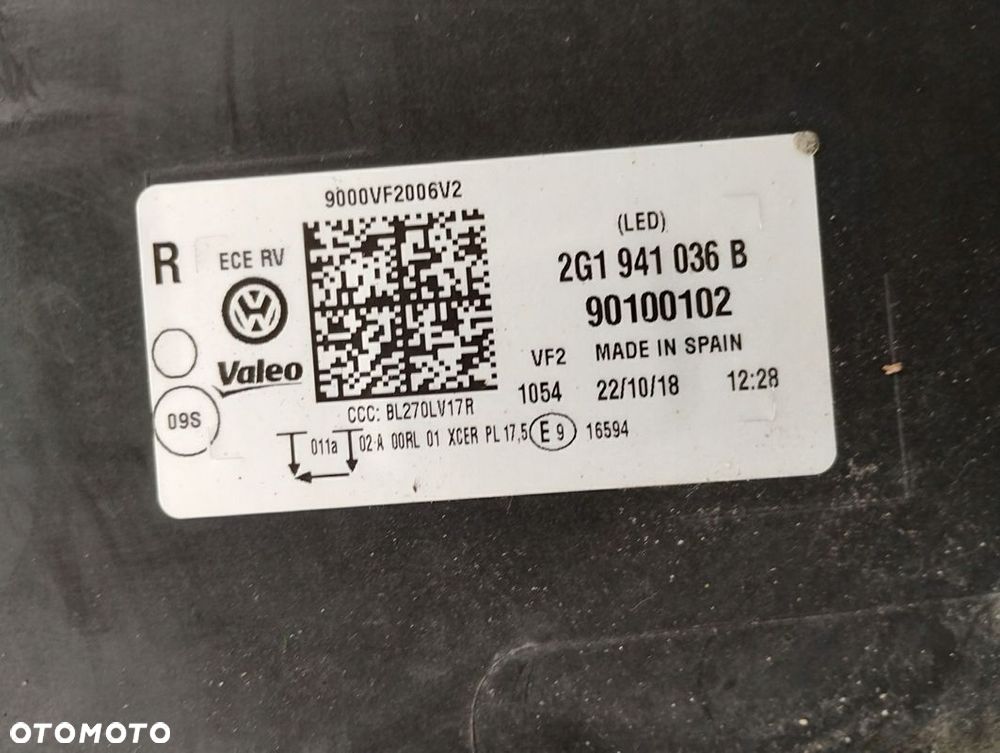 9000VF2006V2
R
ECE RV
(LED)
2G1 941 036 B
90100102
Valeo
VF2 MADE IN SPAIN
1054 22/10/18 12:28
09S
CCC: BL270LV17R
011a 02 A 00RL 01 XCER PL 17,5 E 9 16594
OTOMOTO